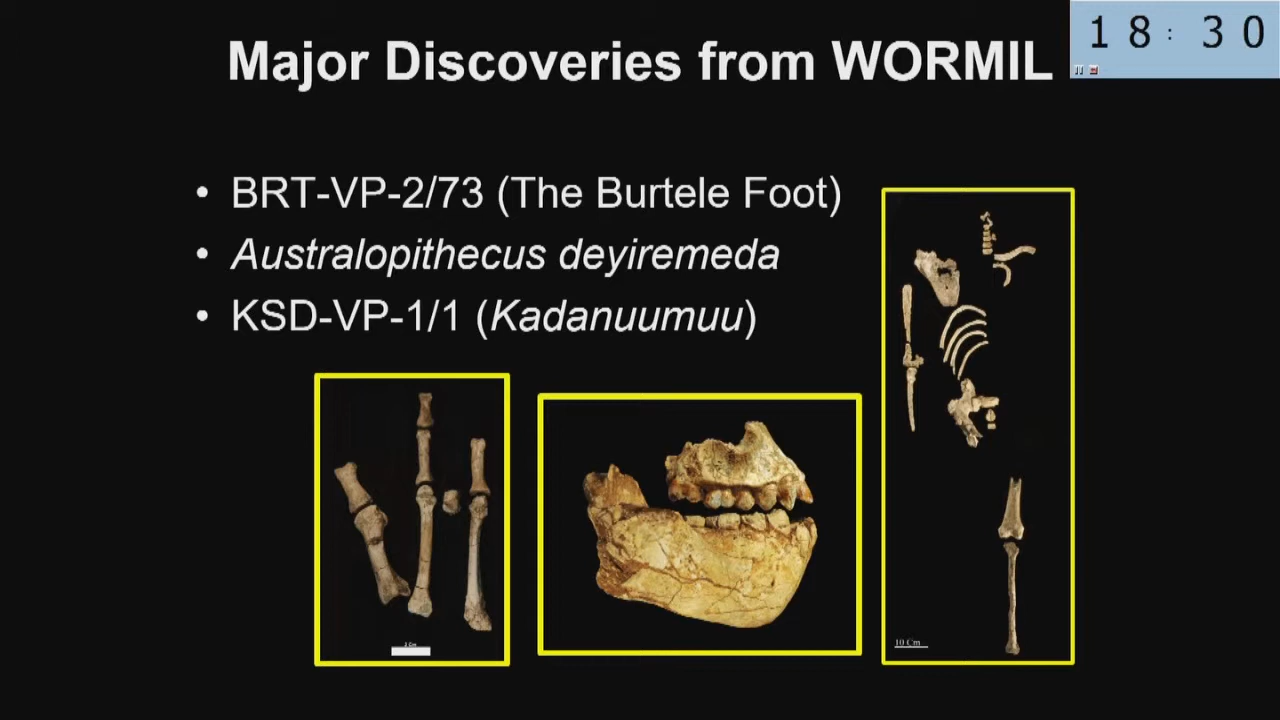 Major Discoveries from WORMIL
18:30
• BRT-VP-2/73 (The Burtele Foot)
• Australopithecus deyiremeda
• KSD-VP-1/1 (Kadanuumuu)
10 Cm